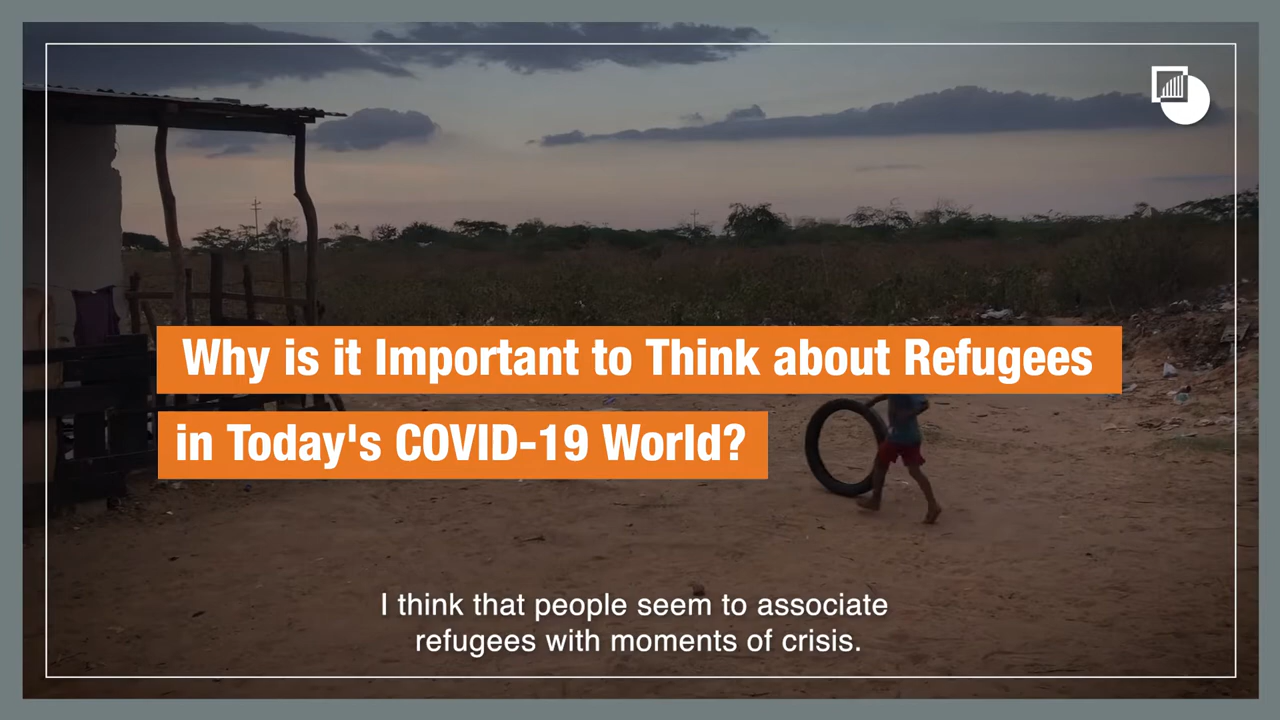 Why is it Important to Think about Refugees
in Today's COVID-19 World?
I think that people seem to associate
refugees with moments of crisis.